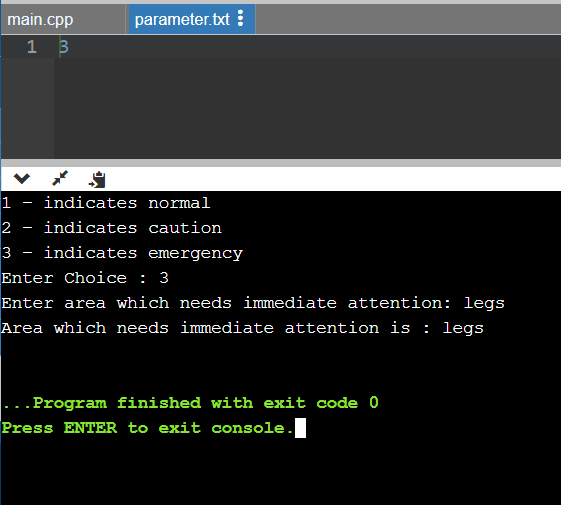 main.cpp
parameter.txt
1 3
1 - indicates normal
2 - indicates caution
3 - indicates emergency
Enter Choice : 3
Enter area which needs immediate attention: legs
Area which needs immediate attention is : legs
...Program finished with exit code 0
Press ENTER to exit console.